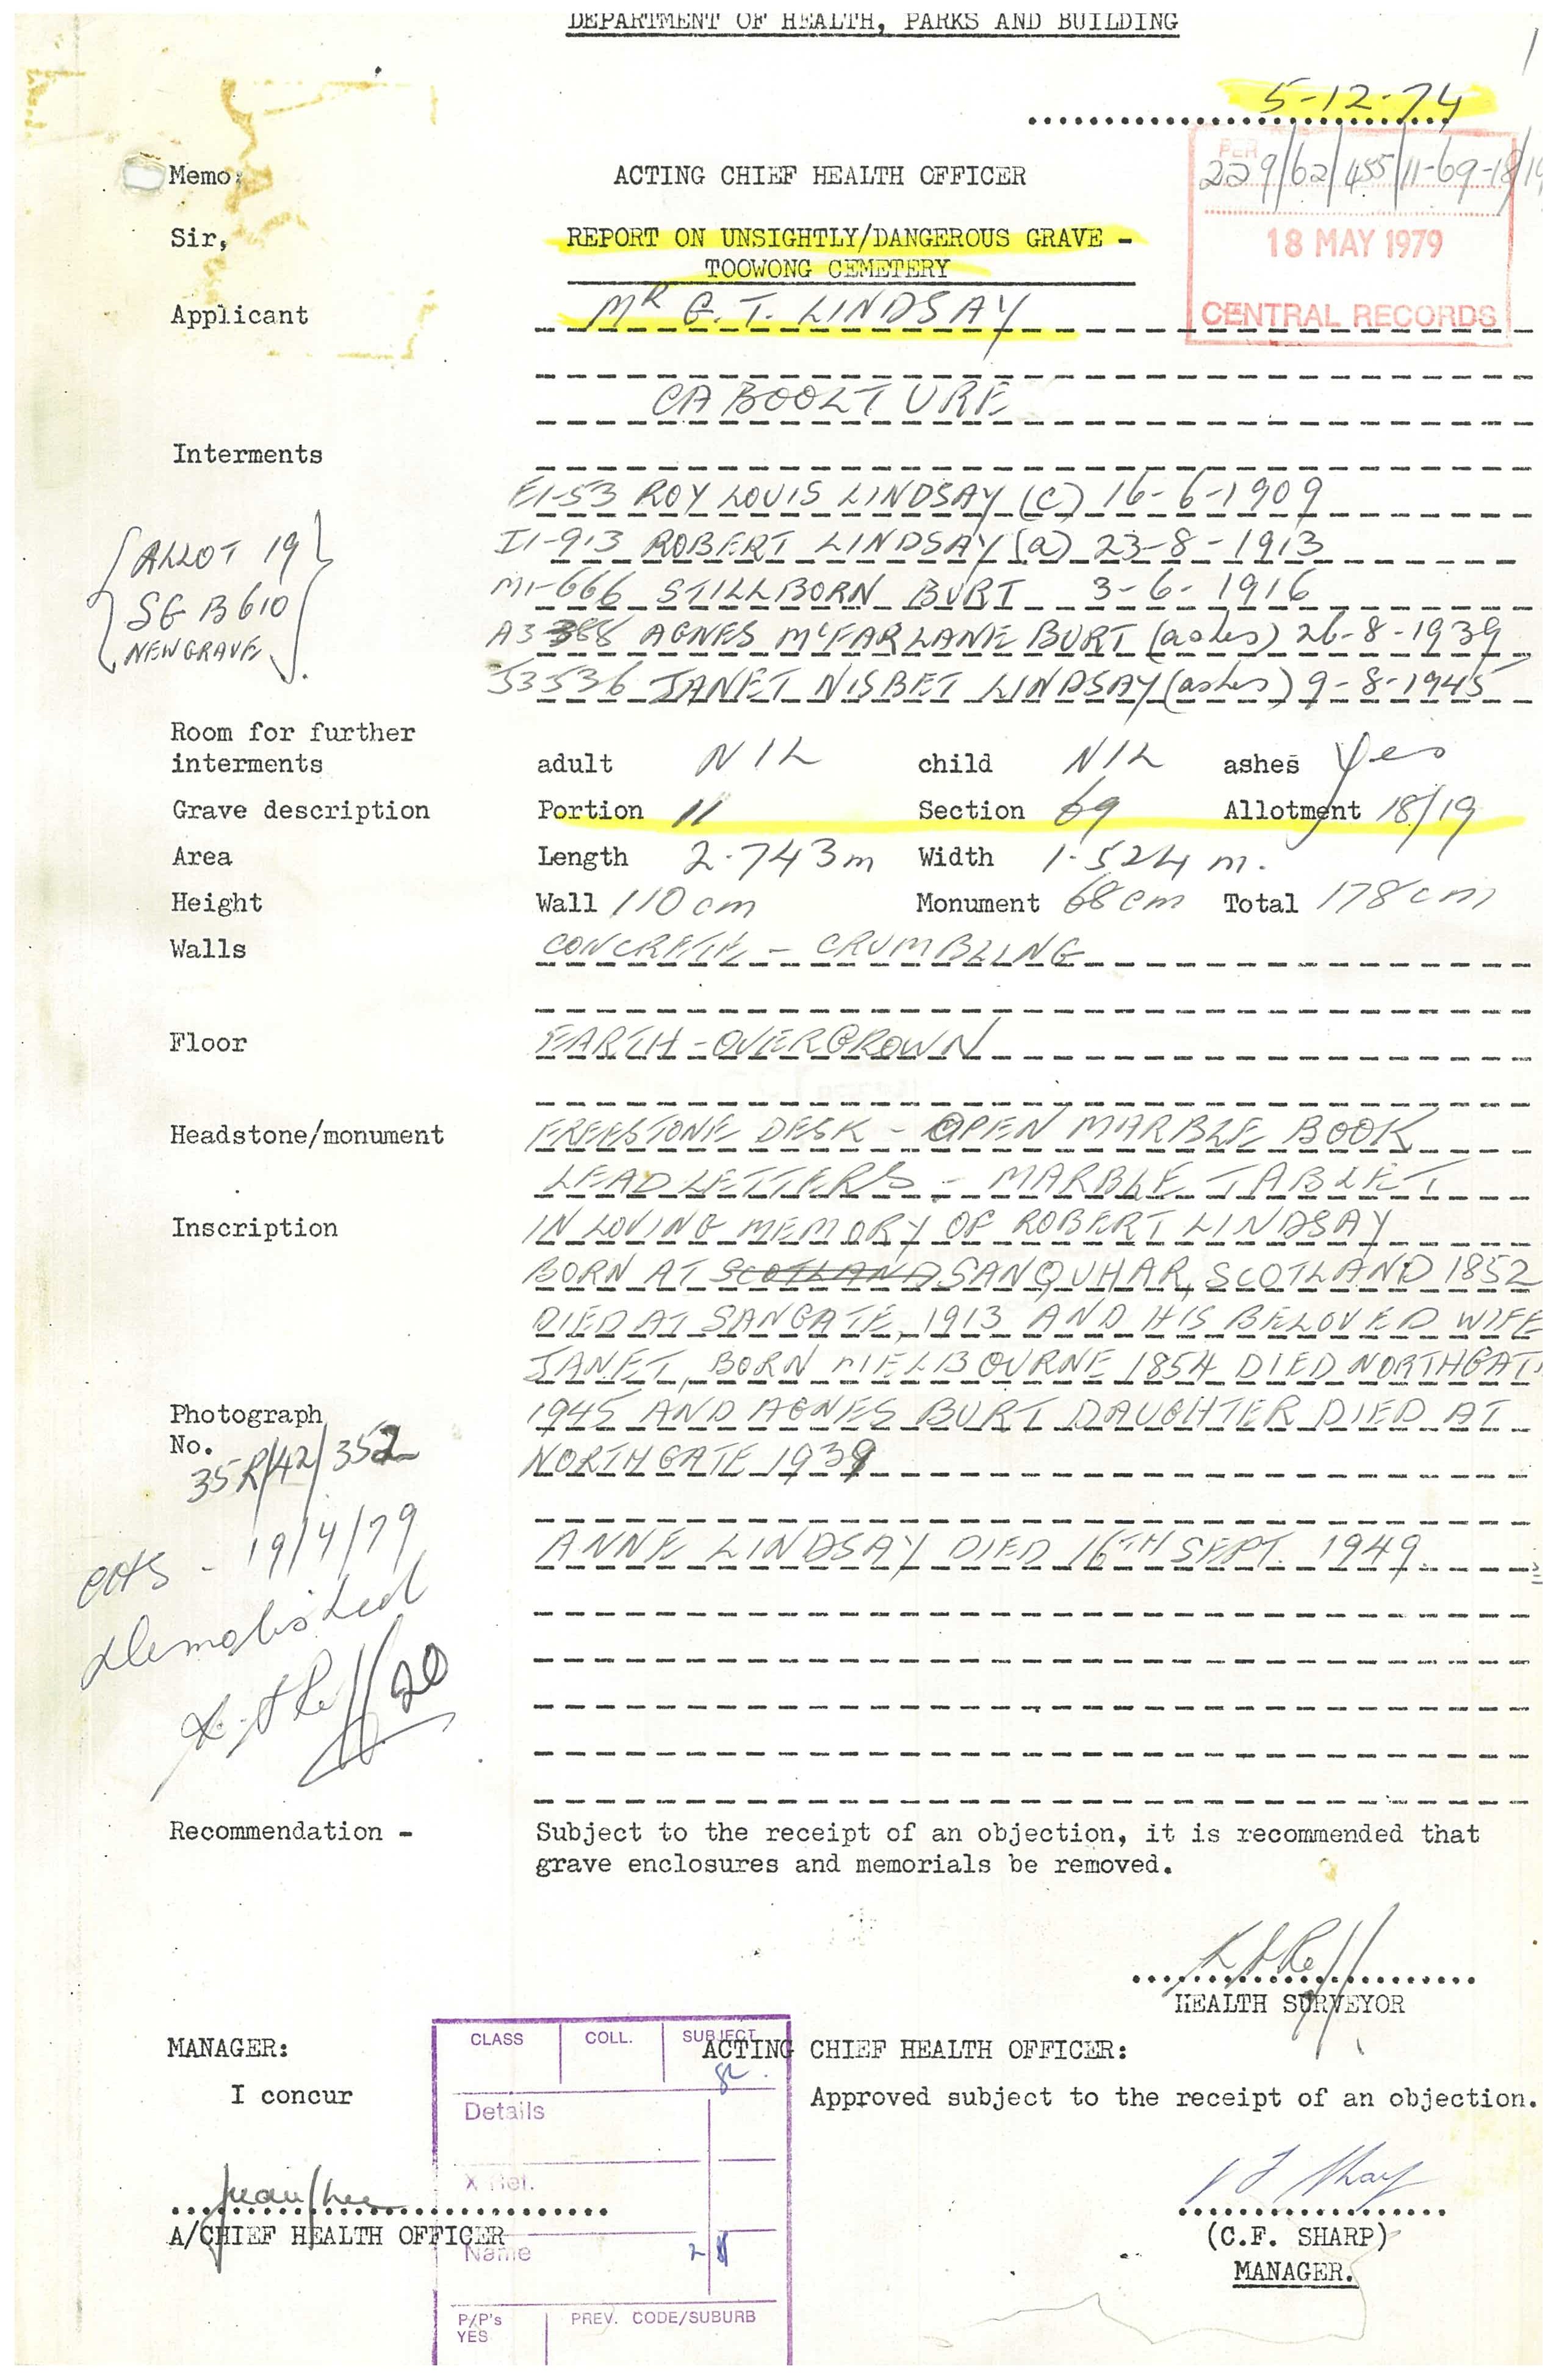 DEPARTMENT OF HEALTH, PARKS AND BUILDING
1
5-12-74
Memo: ACTING CHIEF HEALTH OFFICER
PER
229/62/455/11-69-18/19
18 MAY 1979
CENTRAL RECORDS
Sir, REPORT ON UNSIGHTLY/DANGEROUS GRAVE -
TOOWONG CEMETERY
Applicant MR G. T. LINDSAY
CABOOLTURE
Interments
E1-53 ROY LOUIS LINDSAY (C) 16-6-1909
I1-913 ROBERT LINDSAY (a) 23-8-1913
M1-666 STILLBORN BURT 3-6-1916
A3 388 AGNES McFARLANE BURT (ashes) 26-8-1939
J3536 JANET NISBET LINDSAY (ashes) 9-8-1945
ALLOT 19
SG B610
NEW GRAVE
Room for further
interments adult NIL child NIL ashes Yes
Grave description Portion 11 Section 69 Allotment 18/19
Area Length 2.743m Width 1.524 m.
Height Wall 110 cm Monument 68 cm Total 178 cm
Walls CONCRETE - CRUMBLING
Floor EARTH - OVERGROWN
Headstone/monument FREESTONE DESK - OPEN MARBLE BOOK
LEAD LETTERS - MARBLE TABLET
Inscription IN LOVING MEMORY OF ROBERT LINDSAY
BORN AT SCOTLAND SANQUHAR, SCOTLAND 1852
DIED AT SANGATE, 1913 AND HIS BELOVED WIFE
JANET, BORN MELBOURNE 1854 DIED NORTHGATE
1945 AND AGNES BURT DAUGHTER DIED AT
NORTHGATE 1939
Photograph
No. 35R/42/352
ANNE LINDSAY DIED 16TH SEPT. 1949.
19/4/79
demolished
20
Recommendation - Subject to the receipt of an objection, it is recommended that
grave enclosures and memorials be removed.
HEALTH SURVEYOR
MANAGER: ACTING CHIEF HEALTH OFFICER:
I concur Approved subject to the receipt of an objection.
A/CHIEF HEALTH OFFICER
(C.F. SHARP)
MANAGER.
CLASS COLL. SUBJECT
Details
X Ref.
Name
P/P's PREV. CODE/SUBURB
YES